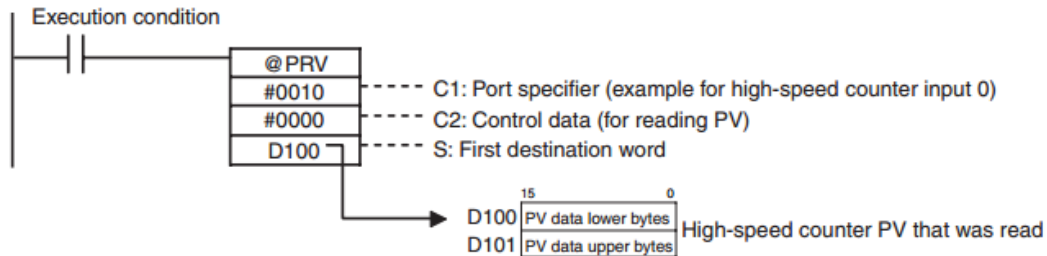 Execution condition
@PRV
#0010 C1: Port specifier (example for high-speed counter input 0)
#0000 C2: Control data (for reading PV)
D100 S: First destination word
15 0
D100 PV data lower bytes
High-speed counter PV that was read
D101 PV data upper bytes